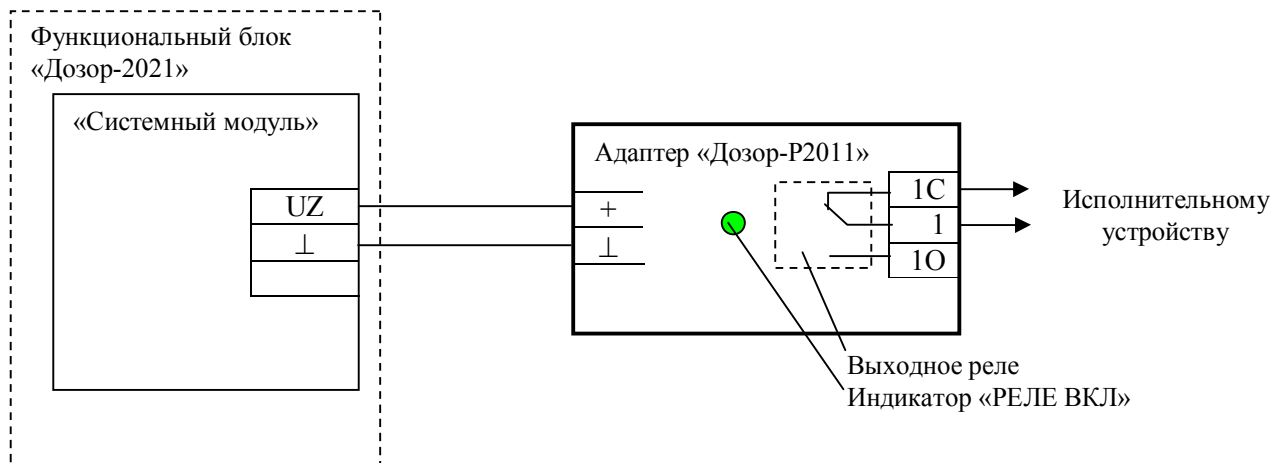 Функциональный блок
«Дозор-2021»
«Системный модуль»
UZ
⊥
Адаптер «Дозор-Р2011»
+
⊥
1С
1
1О
Исполнительному
устройству
Выходное реле
Индикатор «РЕЛЕ ВКЛ»